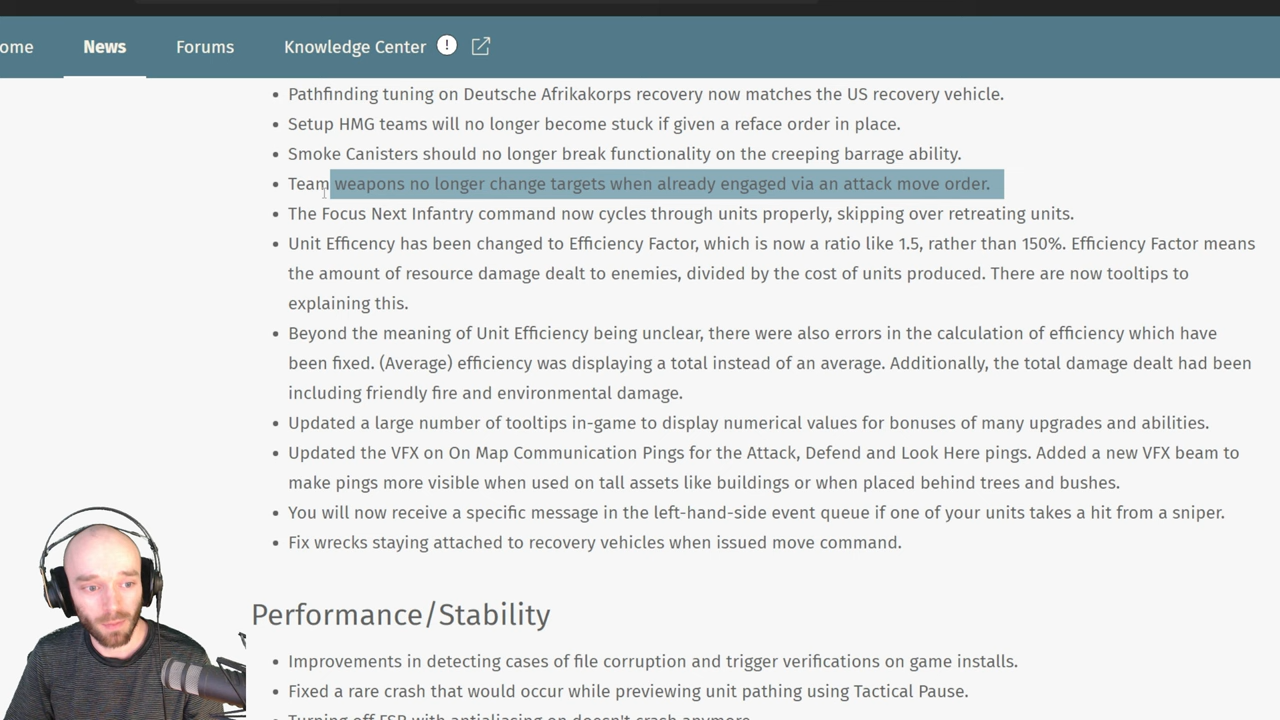 ome News Forums Knowledge Center !
Pathfinding tuning on Deutsche Afrikakorps recovery now matches the US recovery vehicle.
Setup HMG teams will no longer become stuck if given a reface order in place.
Smoke Canisters should no longer break functionality on the creeping barrage ability.
Team weapons no longer change targets when already engaged via an attack move order.
The Focus Next Infantry command now cycles through units properly, skipping over retreating units.
Unit Efficency has been changed to Efficiency Factor, which is now a ratio like 1.5, rather than 150%. Efficiency Factor means
the amount of resource damage dealt to enemies, divided by the cost of units produced. There are now tooltips to
explaining this.
Beyond the meaning of Unit Efficiency being unclear, there were also errors in the calculation of efficiency which have
been fixed. (Average) efficiency was displaying a total instead of an average. Additionally, the total damage dealt had been
including friendly fire and environmental damage.
Updated a large number of tooltips in-game to display numerical values for bonuses of many upgrades and abilities.
Updated the VFX on On Map Communication Pings for the Attack, Defend and Look Here pings. Added a new VFX beam to
make pings more visible when used on tall assets like buildings or when placed behind trees and bushes.
You will now receive a specific message in the left-hand-side event queue if one of your units takes a hit from a sniper.
Fix wrecks staying attached to recovery vehicles when issued move command.
Performance/Stability
Improvements in detecting cases of file corruption and trigger verifications on game installs.
Fixed a rare crash that would occur while previewing unit pathing using Tactical Pause.
Turning off FSR with antialiasing on doesn't crash anymore.